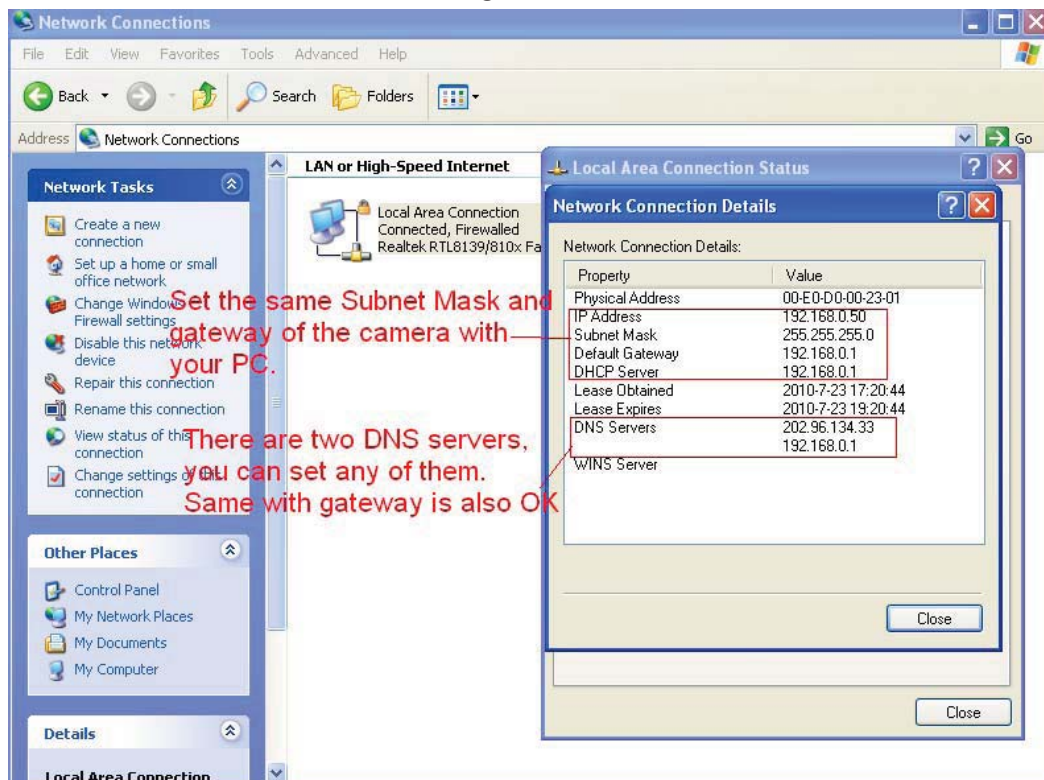 Network Connections
File Edit View Favorites Tools Advanced Help
Back Search Folders
Address Network Connections Go
Network Tasks
Create a new
connection
Set up a home or small
office network
Change Windows
Firewall settings
Disable this network
device
Repair this connection
Rename this connection
View status of this
connection
Change settings of this
connection
Other Places
Control Panel
My Network Places
My Documents
My Computer
Details
Local Area Connection
LAN or High-Speed Internet
Local Area Connection
Connected, Firewalled
Realtek RTL8139/810x Fa
Set the same Subnet Mask and
gateway of the camera with
your PC.
There are two DNS servers,
you can set any of them.
Same with gateway is also OK
Local Area Connection Status
Network Connection Details
Network Connection Details:
Property Value
Physical Address 00-E0-D0-00-23-01
IP Address 192.168.0.50
Subnet Mask 255.255.255.0
Default Gateway 192.168.0.1
DHCP Server 192.168.0.1
Lease Obtained 2010-7-23 17:20:44
Lease Expires 2010-7-23 19:20:44
DNS Servers 202.96.134.33
192.168.0.1
WINS Server
Close
Close